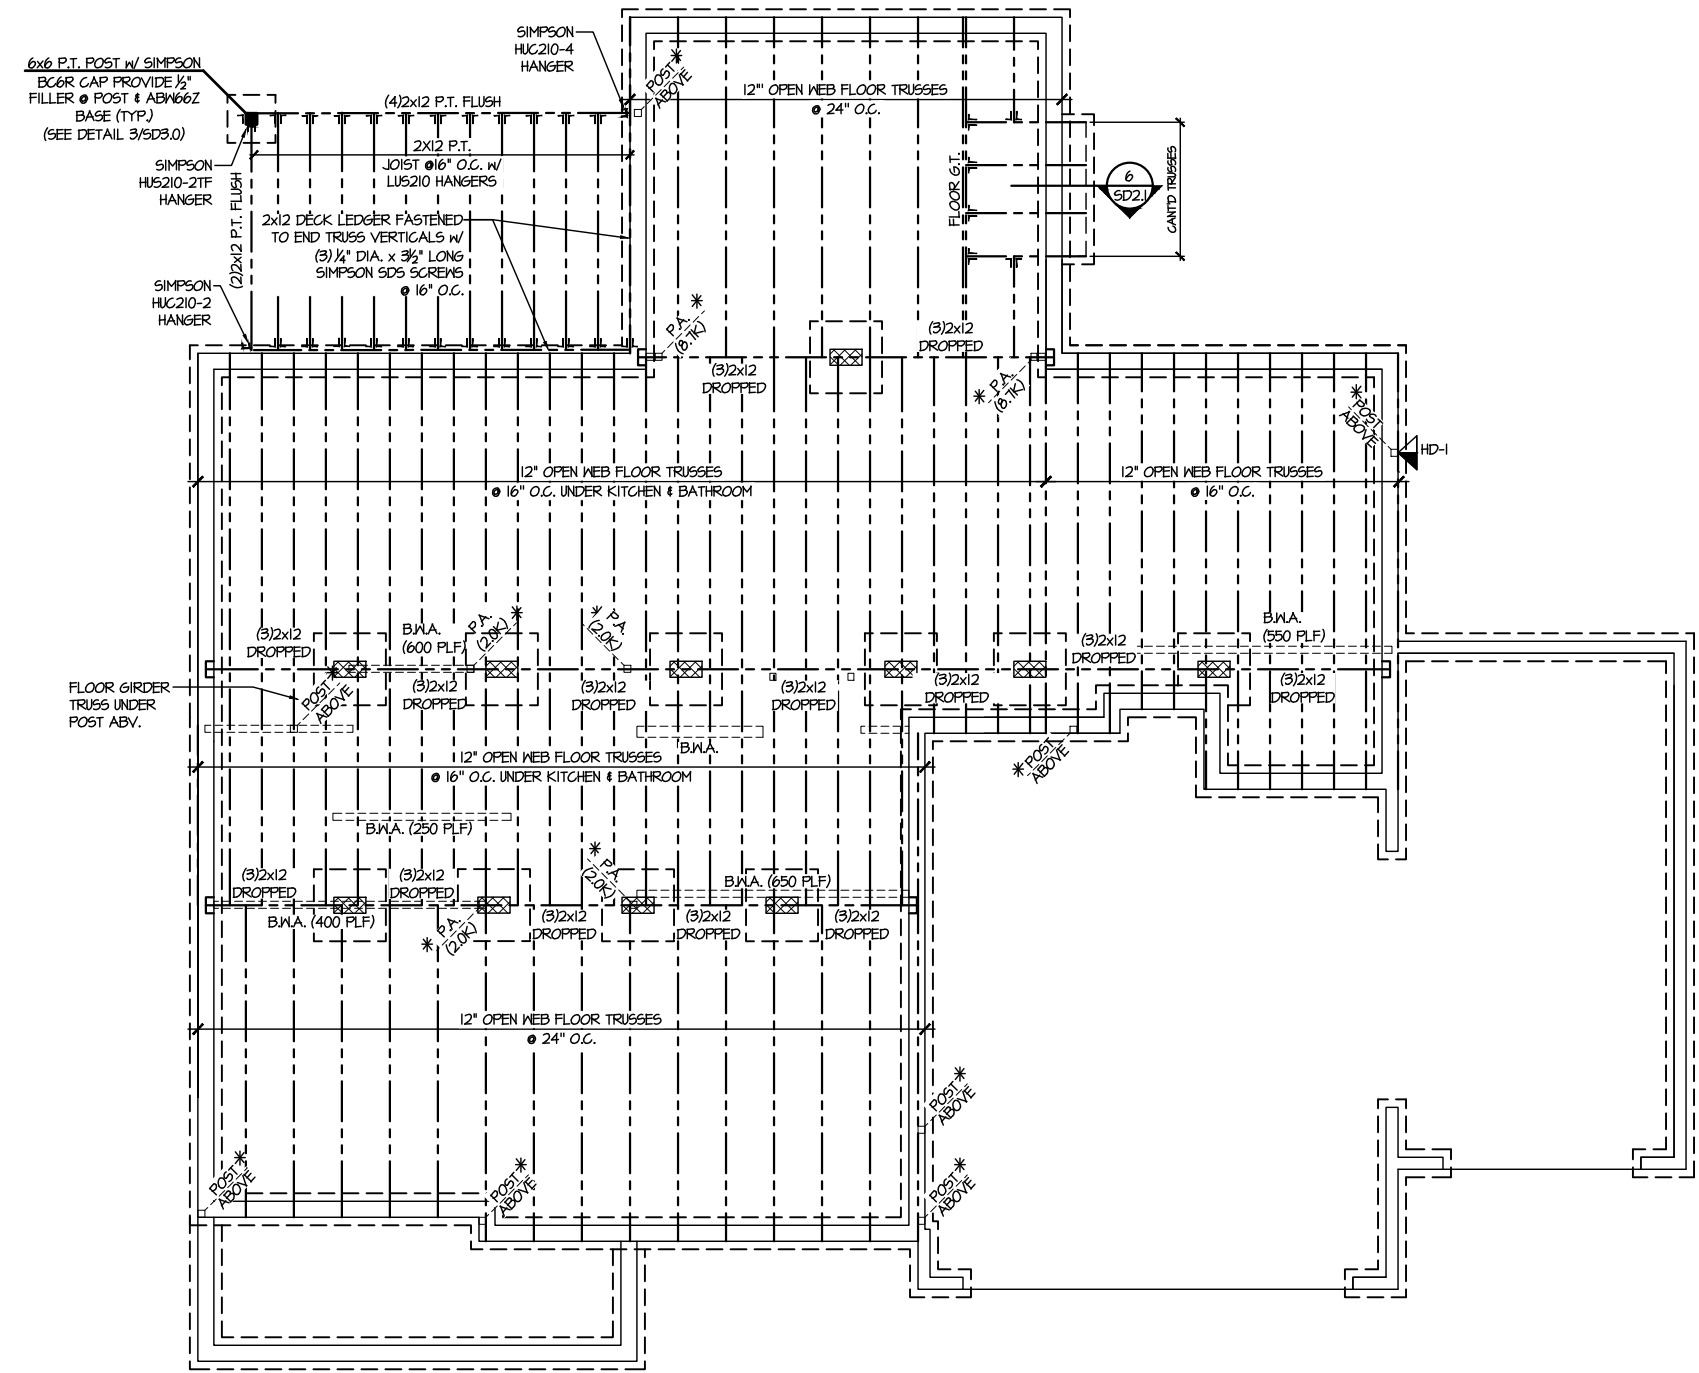 SIMPSON
HUC210-4
HANGER
6x6 P.T. POST W/ SIMPSON
BC6R CAP PROVIDE ½"
FILLER @ POST & ABW66Z
BASE (TYP.)
(SEE DETAIL 3/SD3.0)
SIMPSON
HUS210-2TF
HANGER
(4)2x12 P.T. FLUSH
2X12 P.T.
JOIST @16" O.C. W/
LUS210 HANGERS
(2)2x12 P.T. FLUSH
2x12 DECK LEDGER FASTENED
TO END TRUSS VERTICALS W/
(3) ¼" DIA. x 3½" LONG
SIMPSON SDS SCREWS
@ 16" O.C.
SIMPSON
HUC210-2
HANGER
POST
ABOVE
12" OPEN WEB FLOOR TRUSSES
@ 24" O.C.
FLOOR G.T.
6
SD2.1
CANT'D TRUSSES
P.A.
(8.7K)
(3)2x12
DROPPED
(3)2x12
DROPPED
P.A.
(8.7K)
POST
ABOVE
HD-1
12" OPEN WEB FLOOR TRUSSES
@ 16" O.C. UNDER KITCHEN & BATHROOM
12" OPEN WEB FLOOR TRUSSES
@ 16" O.C.
(3)2x12
DROPPED
B.W.A.
(600 PLF)
P.A.
(2.0K)
P.A.
(2.0K)
(3)2x12
DROPPED
B.W.A.
(550 PLF)
FLOOR GIRDER
TRUSS UNDER
POST ABV.
POST
ABOVE
(3)2x12
DROPPED
(3)2x12
DROPPED
(3)2x12
DROPPED
(3)2x12
DROPPED
(3)2x12
DROPPED
B.W.A.
POST
ABOVE
12" OPEN WEB FLOOR TRUSSES
@ 16" O.C. UNDER KITCHEN & BATHROOM
B.W.A. (250 PLF)
(3)2x12
DROPPED
(3)2x12
DROPPED
P.A.
(2.0K)
B.W.A. (650 PLF)
B.W.A. (400 PLF)
P.A.
(2.0K)
(3)2x12
DROPPED
(3)2x12
DROPPED
(3)2x12
DROPPED
12" OPEN WEB FLOOR TRUSSES
@ 24" O.C.
POST
ABOVE
POST
ABOVE
POST
ABOVE
POST
ABOVE